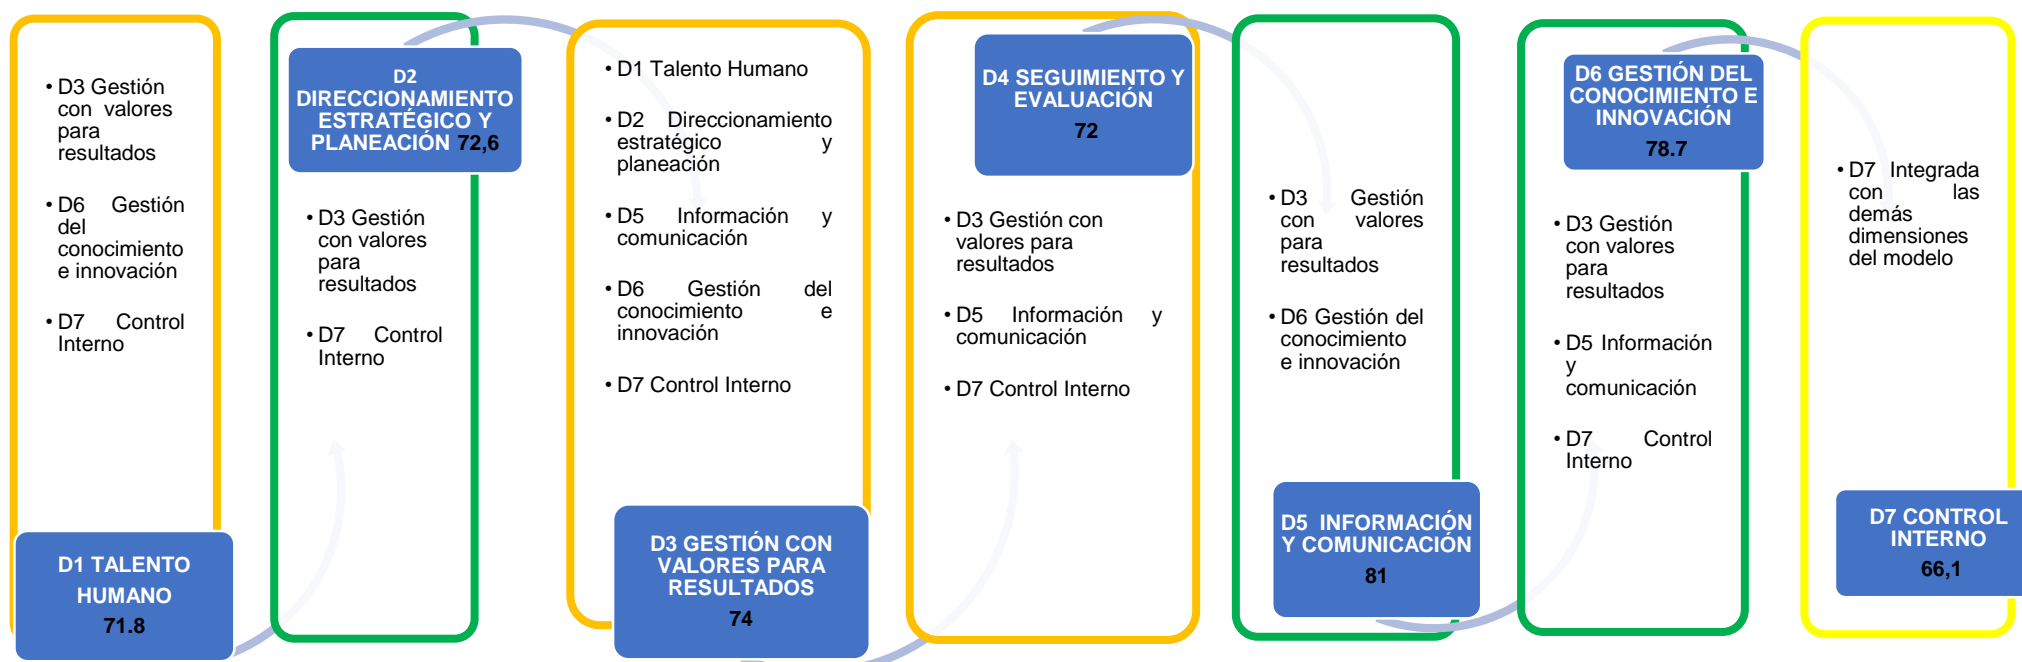 • D3 Gestión
con valores
para
resultados
• D6 Gestión
del
conocimiento
e innovación
• D7 Control
Interno
D1 TALENTO
HUMANO
71.8
D2
DIRECCIONAMIENTO
ESTRATÉGICO Y
PLANEACIÓN 72,6
• D3 Gestión
con valores
para
resultados
• D7 Control
Interno
• D1 Talento Humano
• D2 Direccionamiento
estratégico y
planeación
• D5 Información y
comunicación
• D6 Gestión del
conocimiento e
innovación
• D7 Control Interno
D3 GESTIÓN CON
VALORES PARA
RESULTADOS
74
D4 SEGUIMIENTO Y
EVALUACIÓN
72
• D3 Gestión con
valores para
resultados
• D5 Información y
comunicación
• D7 Control Interno
• D3 Gestión
con valores
para
resultados
• D6 Gestión del
conocimiento
e innovación
D5 INFORMACIÓN
Y COMUNICACIÓN
81
D6 GESTIÓN DEL
CONOCIMIENTO E
INNOVACIÓN
78.7
• D3 Gestión
con valores
para
resultados
• D5 Información
y
comunicación
• D7 Control
Interno
• D7 Integrada
con las
demás
dimensiones
del modelo
D7 CONTROL
INTERNO
66,1